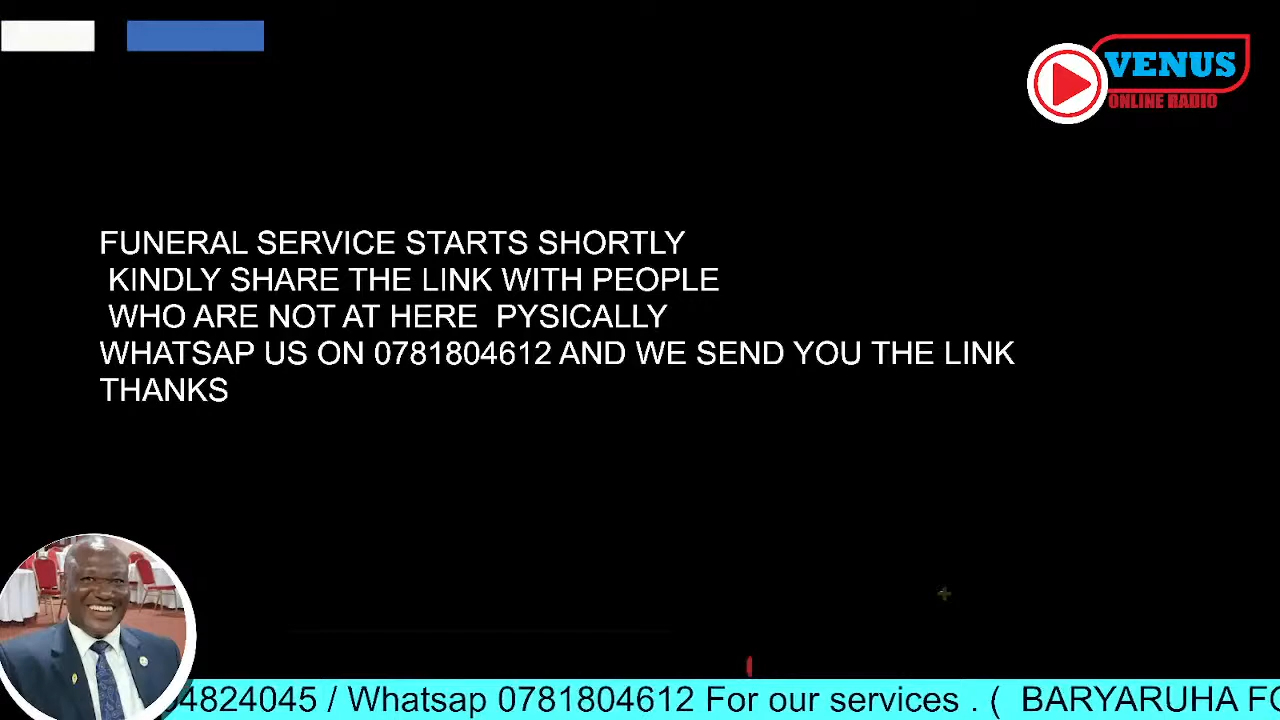 VENUS
ONLINE RADIO
FUNERAL SERVICE STARTS SHORTLY
KINDLY SHARE THE LINK WITH PEOPLE
WHO ARE NOT AT HERE PYSICALLY
WHATSAP US ON 0781804612 AND WE SEND YOU THE LINK
THANKS
4824045 / Whatsap 0781804612 For our services . ( BARYARUHA